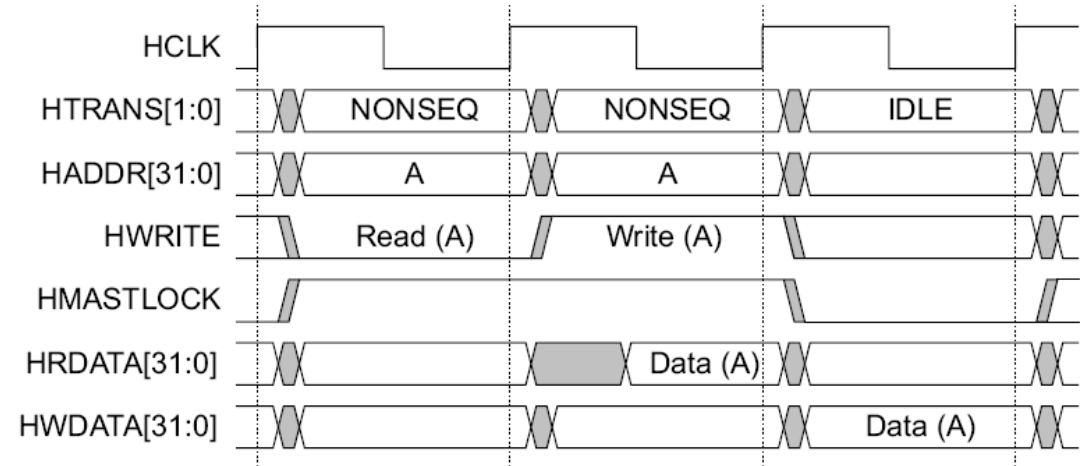 HCLK
HTRANS[1:0] NONSEQ NONSEQ IDLE
HADDR[31:0] A A
HWRITE Read (A) Write (A)
HMASTLOCK
HRDATA[31:0] Data (A)
HWDATA[31:0] Data (A)